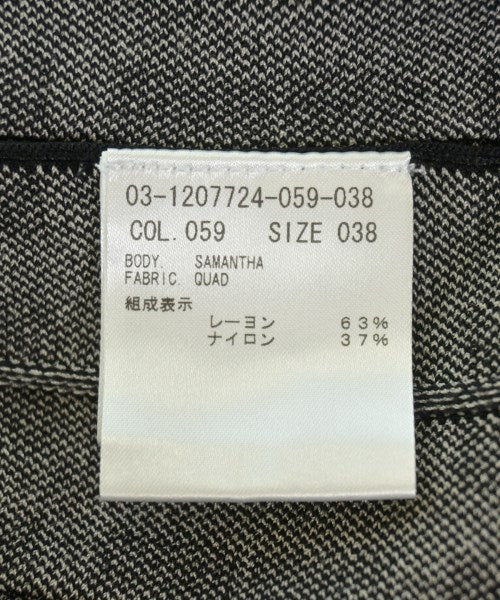 03-1207724-059-038
COL. 059 SIZE 038
BODY. SAMANTHA
FABRIC. QUAD
組成表示
レーヨン 63%
ナイロン 37%